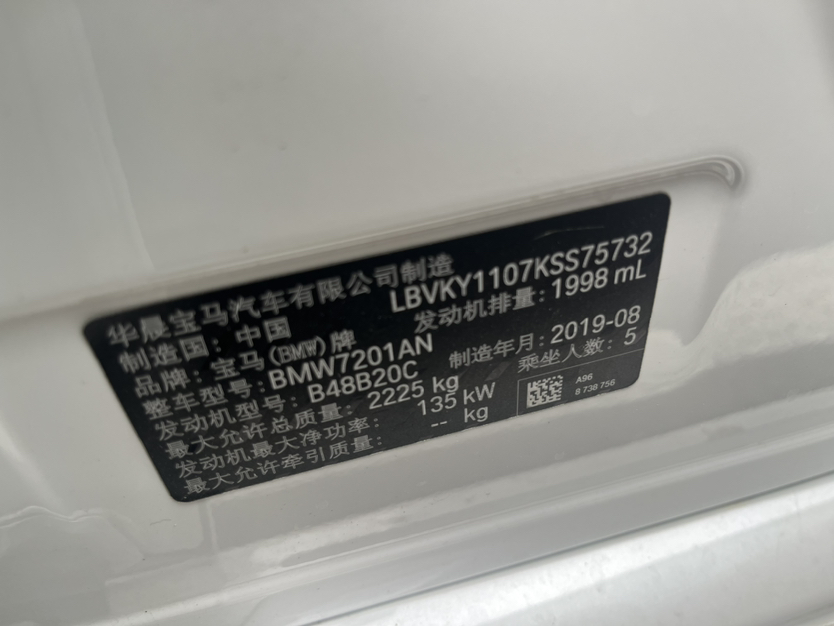 华晨宝马汽车有限公司制造
LBVKY1107KSS75732
制造国：中国
发动机排量：1998 mL
品牌：宝马(BMW)牌
整车型号：BMW7201AN
制造年月：2019-08
发动机型号：B48B20C
乘坐人数：5
最大允许总质量：2225 kg
发动机最大净功率：135 kW
最大允许牵引质量：-- kg
A96
8 738 756